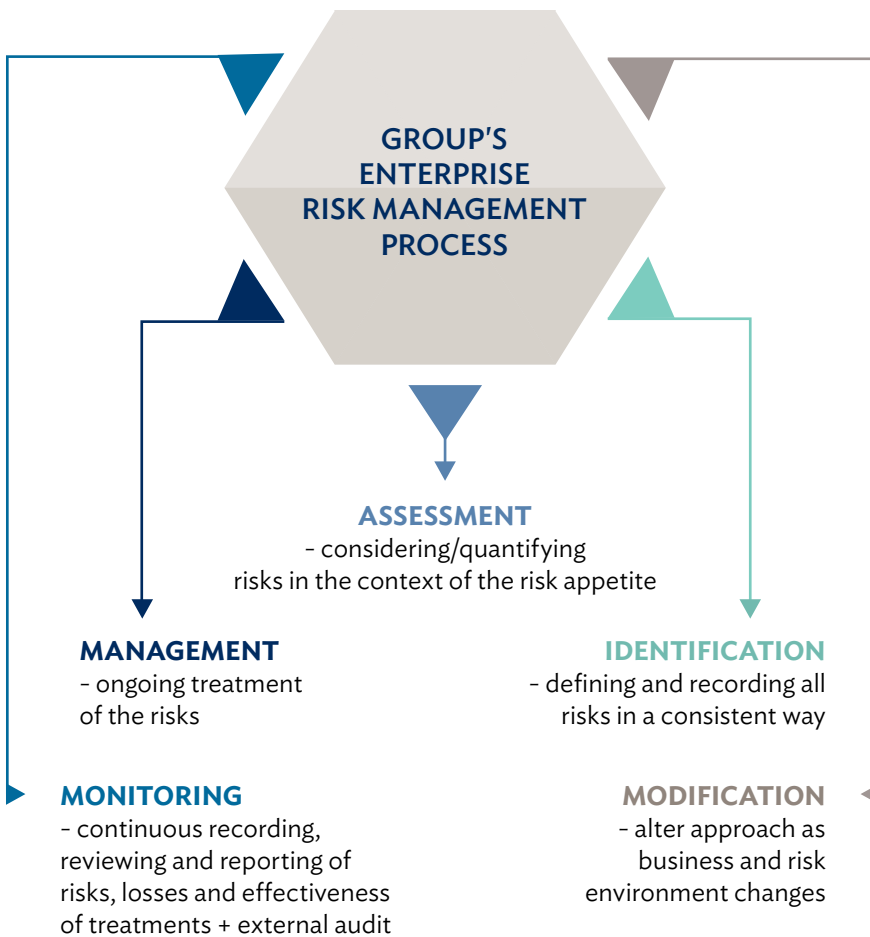 GROUP'S
ENTERPRISE
RISK MANAGEMENT
PROCESS
ASSESSMENT
- considering/quantifying
risks in the context of the risk appetite
MANAGEMENT
- ongoing treatment
of the risks
IDENTIFICATION
- defining and recording all
risks in a consistent way
MONITORING
- continuous recording,
reviewing and reporting of
risks, losses and effectiveness
of treatments + external audit
MODIFICATION
- alter approach as
business and risk
environment changes